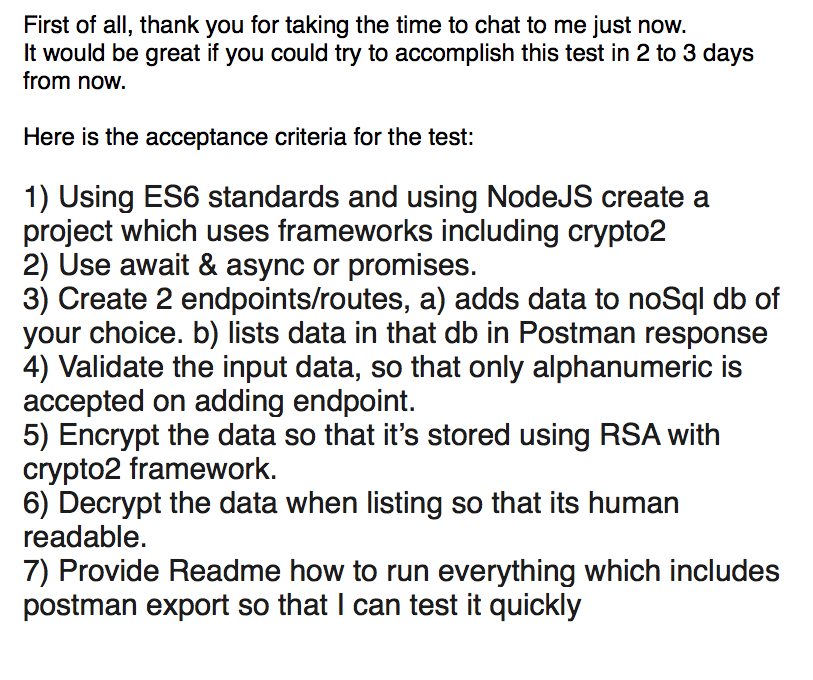 First of all, thank you for taking the time to chat to me just now.
It would be great if you could try to accomplish this test in 2 to 3 days
from now.
Here is the acceptance criteria for the test:
1) Using ES6 standards and using NodeJS create a
project which uses frameworks including crypto2
2) Use await & async or promises.
3) Create 2 endpoints/routes, a) adds data to noSql db of
your choice. b) lists data in that db in Postman response
4) Validate the input data, so that only alphanumeric is
accepted on adding endpoint.
5) Encrypt the data so that it’s stored using RSA with
crypto2 framework.
6) Decrypt the data when listing so that its human
readable.
7) Provide Readme how to run everything which includes
postman export so that I can test it quickly